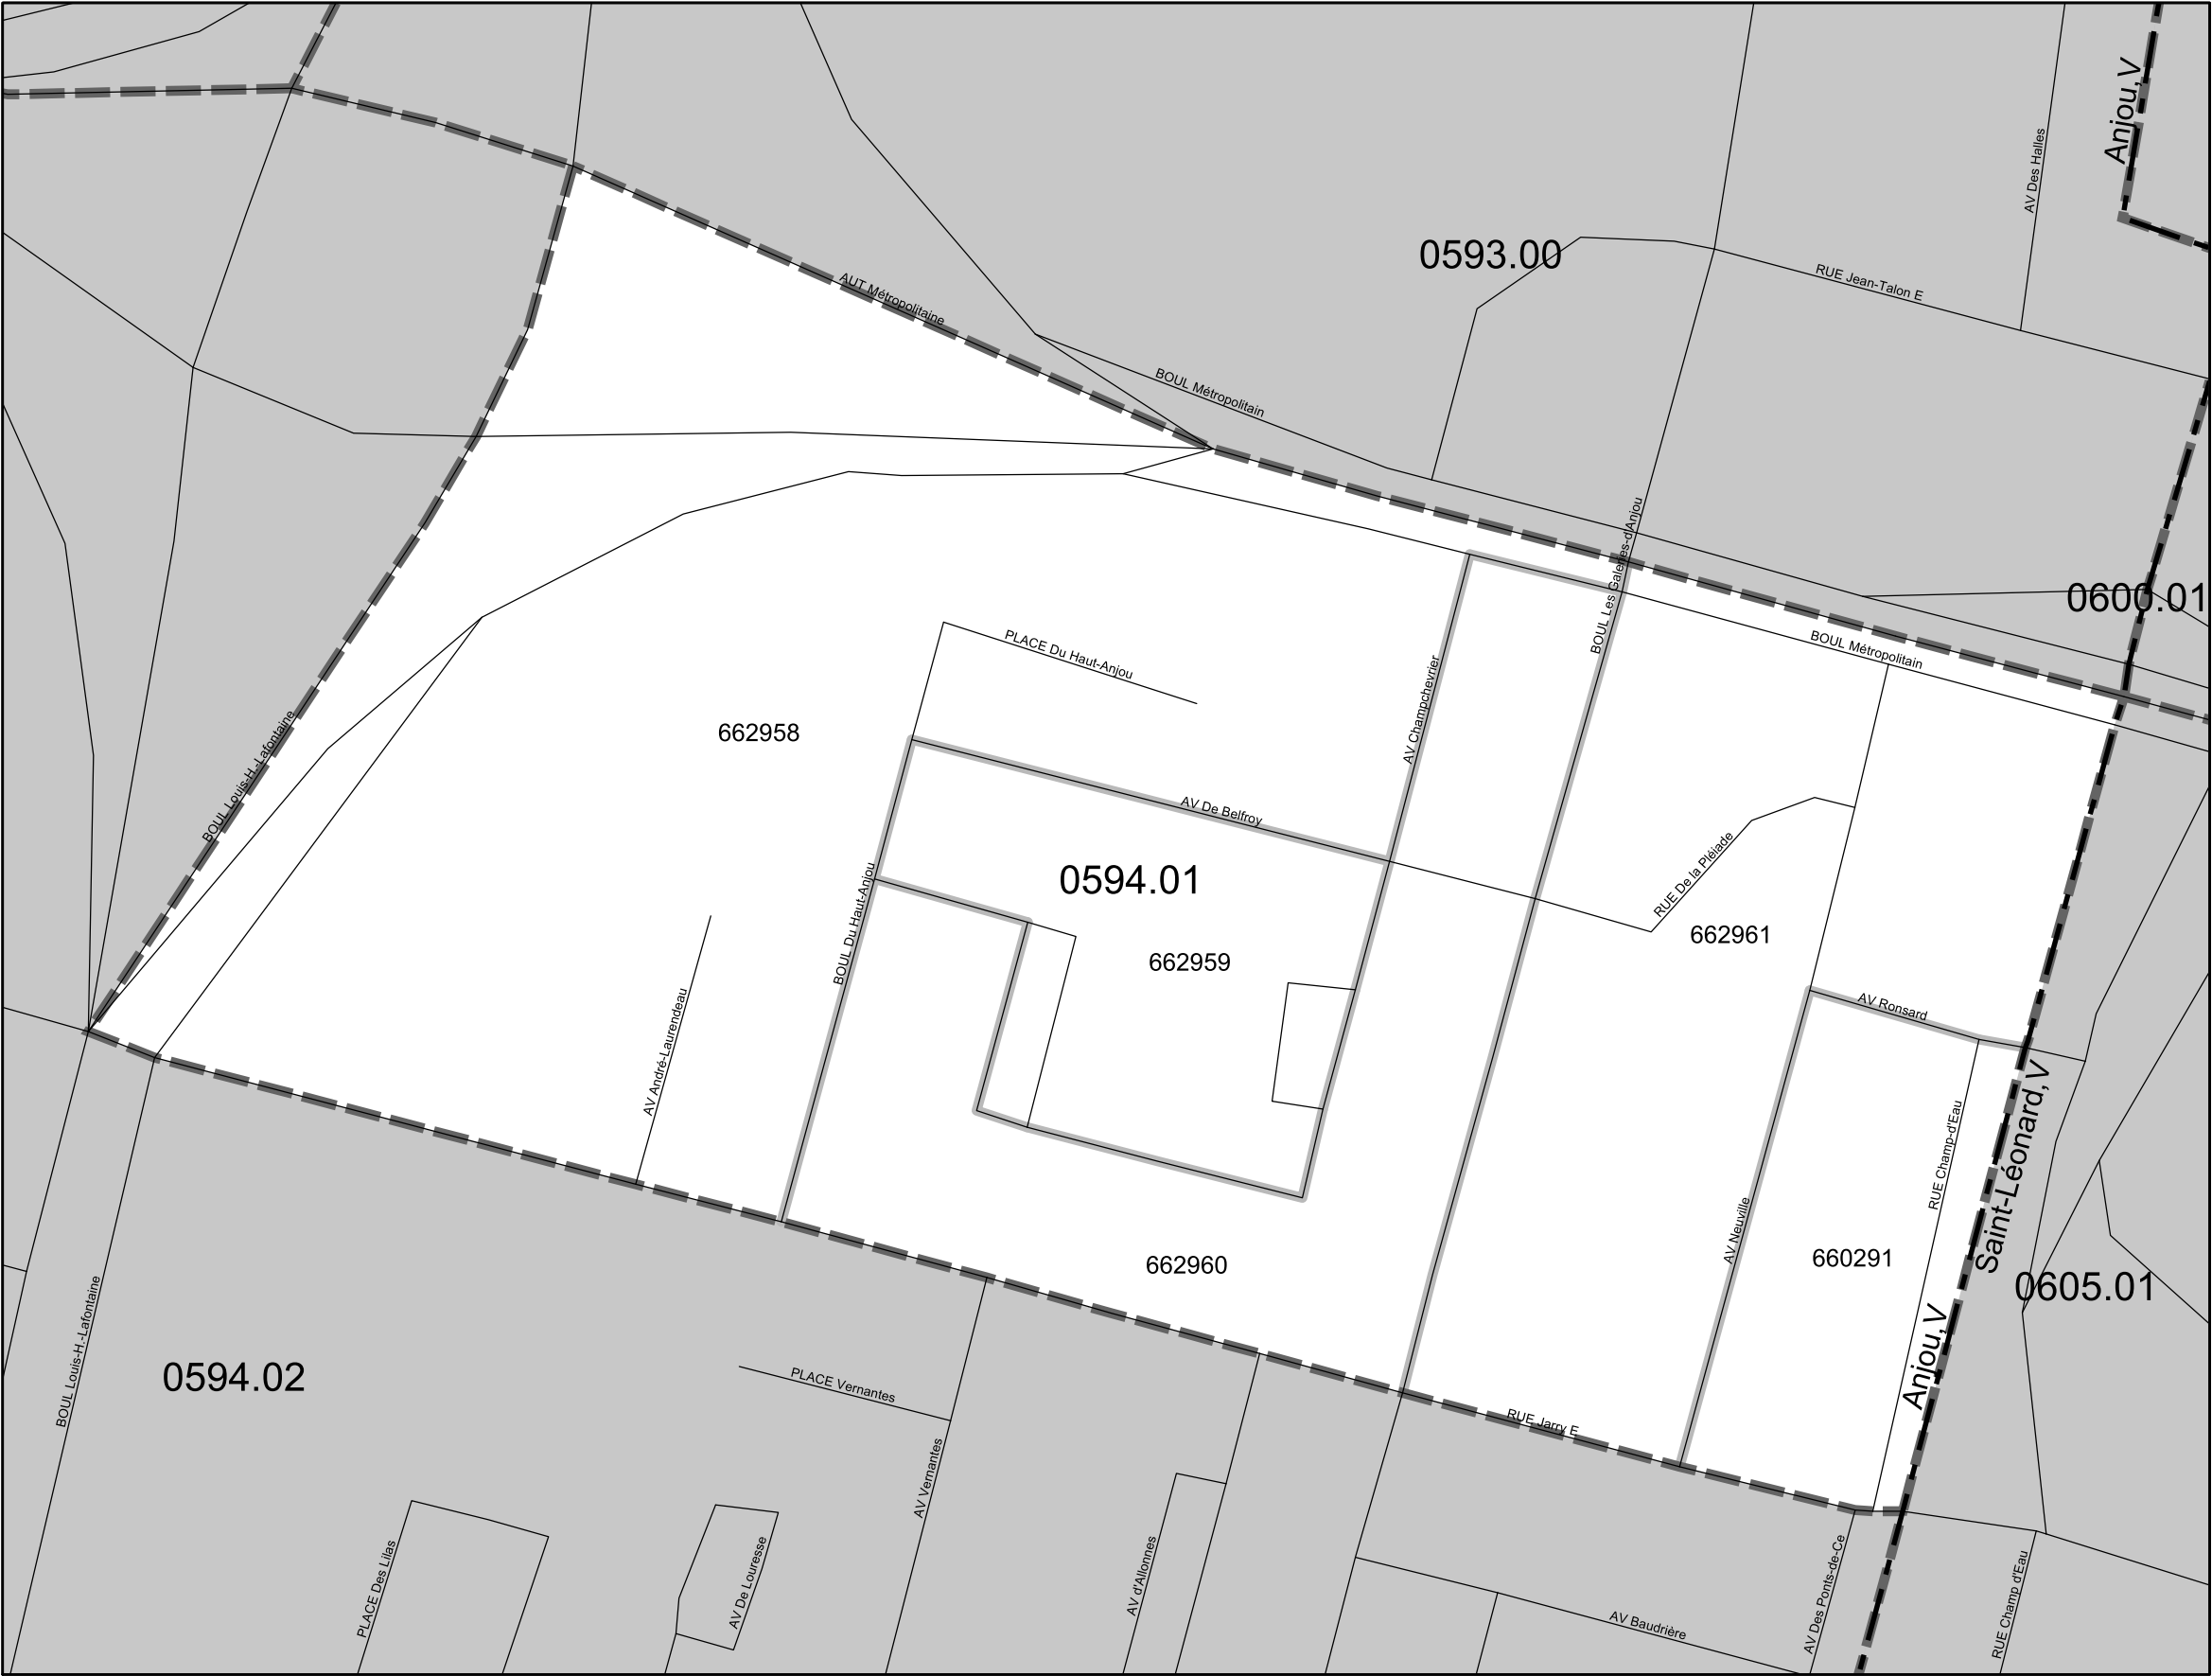 Anjou,V
AV Des Halles
0593.00
RUE Jean-Talon E
AUT Métropolitaine
BOUL Métropolitain
BOUL Les Galeries-d'Anjou
0600.01
BOUL Métropolitain
PLACE Du Haut-Anjou
AV Champchevrier
662958
BOUL Louis-H.-Lafontaine
AV De Belfroy
RUE De la Pléiade
0594.01
BOUL Du Haut-Anjou
662961
662959
AV Ronsard
AV André-Laurendeau
RUE Champ-d'Eau
Saint-Léonard,V
AV Neuville
660291
662960
0605.01
Anjou,V
BOUL Louis-H.-Lafontaine
0594.02
PLACE Vernantes
RUE Jarry E
AV Vernantes
PLACE Des Lilas
AV De Louresse
AV d'Allonnes
AV Baudrière
AV Des Ponts-de-Ce
RUE Champ d'Eau